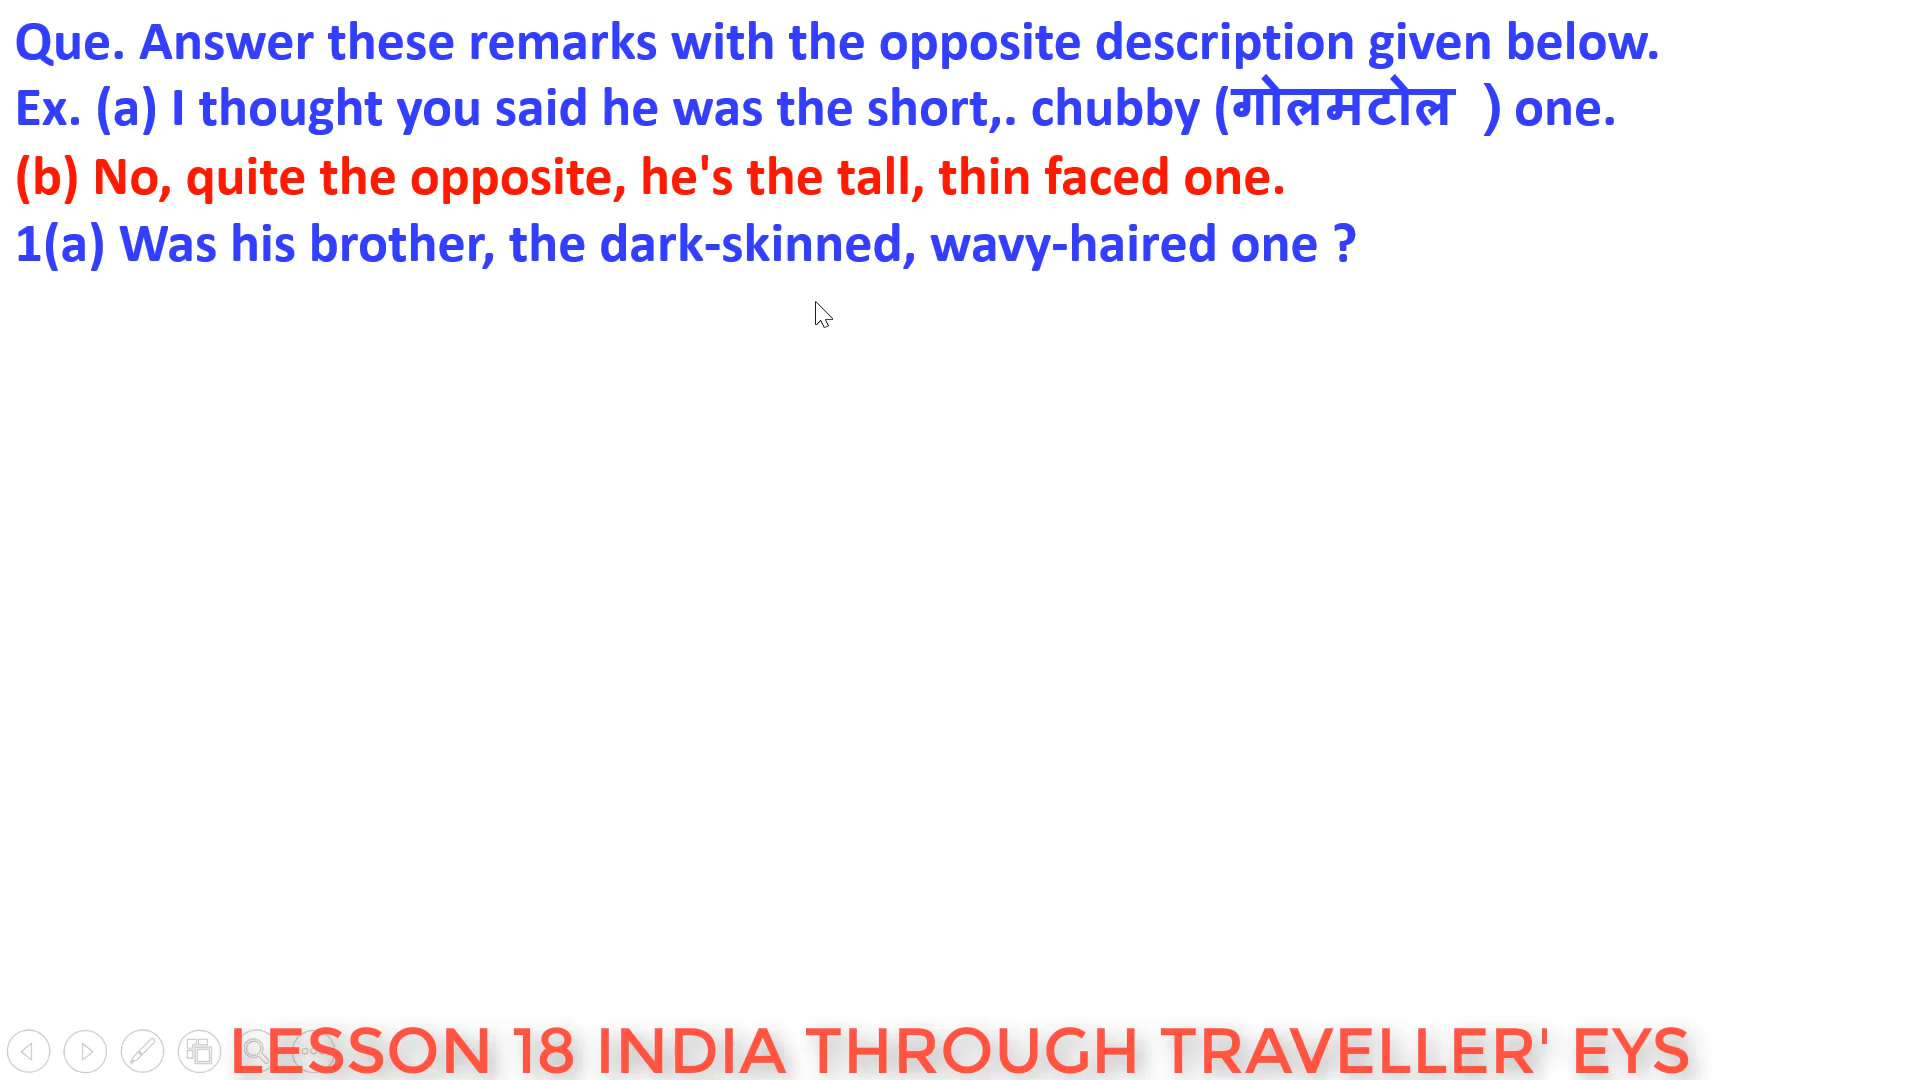 Que. Answer these remarks with the opposite description given below.
Ex. (a) I thought you said he was the short,. chubby (गोलमटोल ) one.
(b) No, quite the opposite, he's the tall, thin faced one.
1(a) Was his brother, the dark-skinned, wavy-haired one ?
LESSON 18 INDIA THROUGH TRAVELLER' EYS